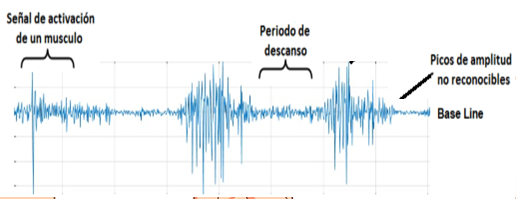 Señal de activación
de un musculo
Periodo de
descanso
Picos de amplitud
no reconocibles
Base Line